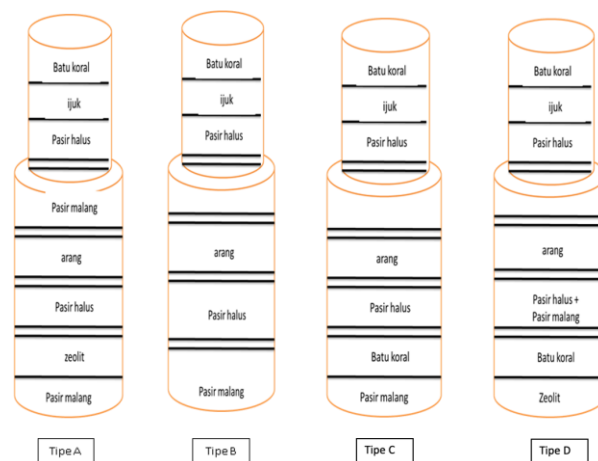 Batu koral
ijuk
Pasir halus
Pasir malang
arang
Pasir halus
zeolit
Pasir malang
Tipe A
Batu koral
ijuk
Pasir halus
arang
Pasir halus
Pasir malang
Tipe B
Batu koral
ijuk
Pasir halus
arang
Pasir halus
Batu koral
Pasir malang
Tipe C
Batu koral
ijuk
Pasir halus
arang
Pasir halus +
Pasir malang
Batu koral
Zeolit
Tipe D